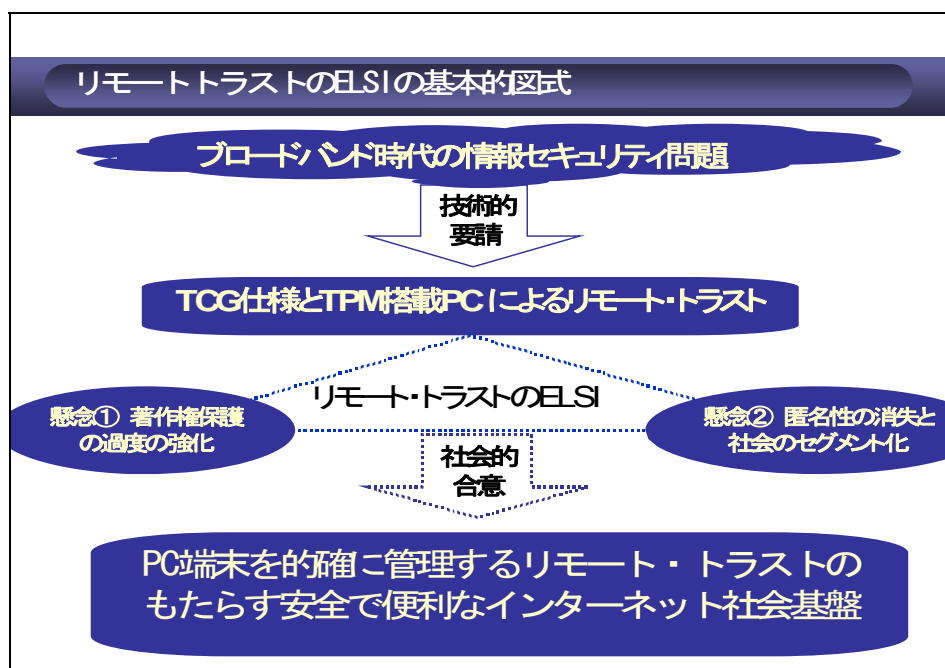 リモートトラストのELSIの基本的図式
ブロードバンド時代の情報セキュリティ問題
技術的
要請
TCG仕様とTPM搭載PCによるリモート・トラスト
リモート・トラストのELSI
懸念① 著作権保護
の過度の強化
懸念② 匿名性の消失と
社会のセグメント化
社会的
合意
PC端末を的確に管理するリモート・トラストの
もたらす安全で便利なインターネット社会基盤